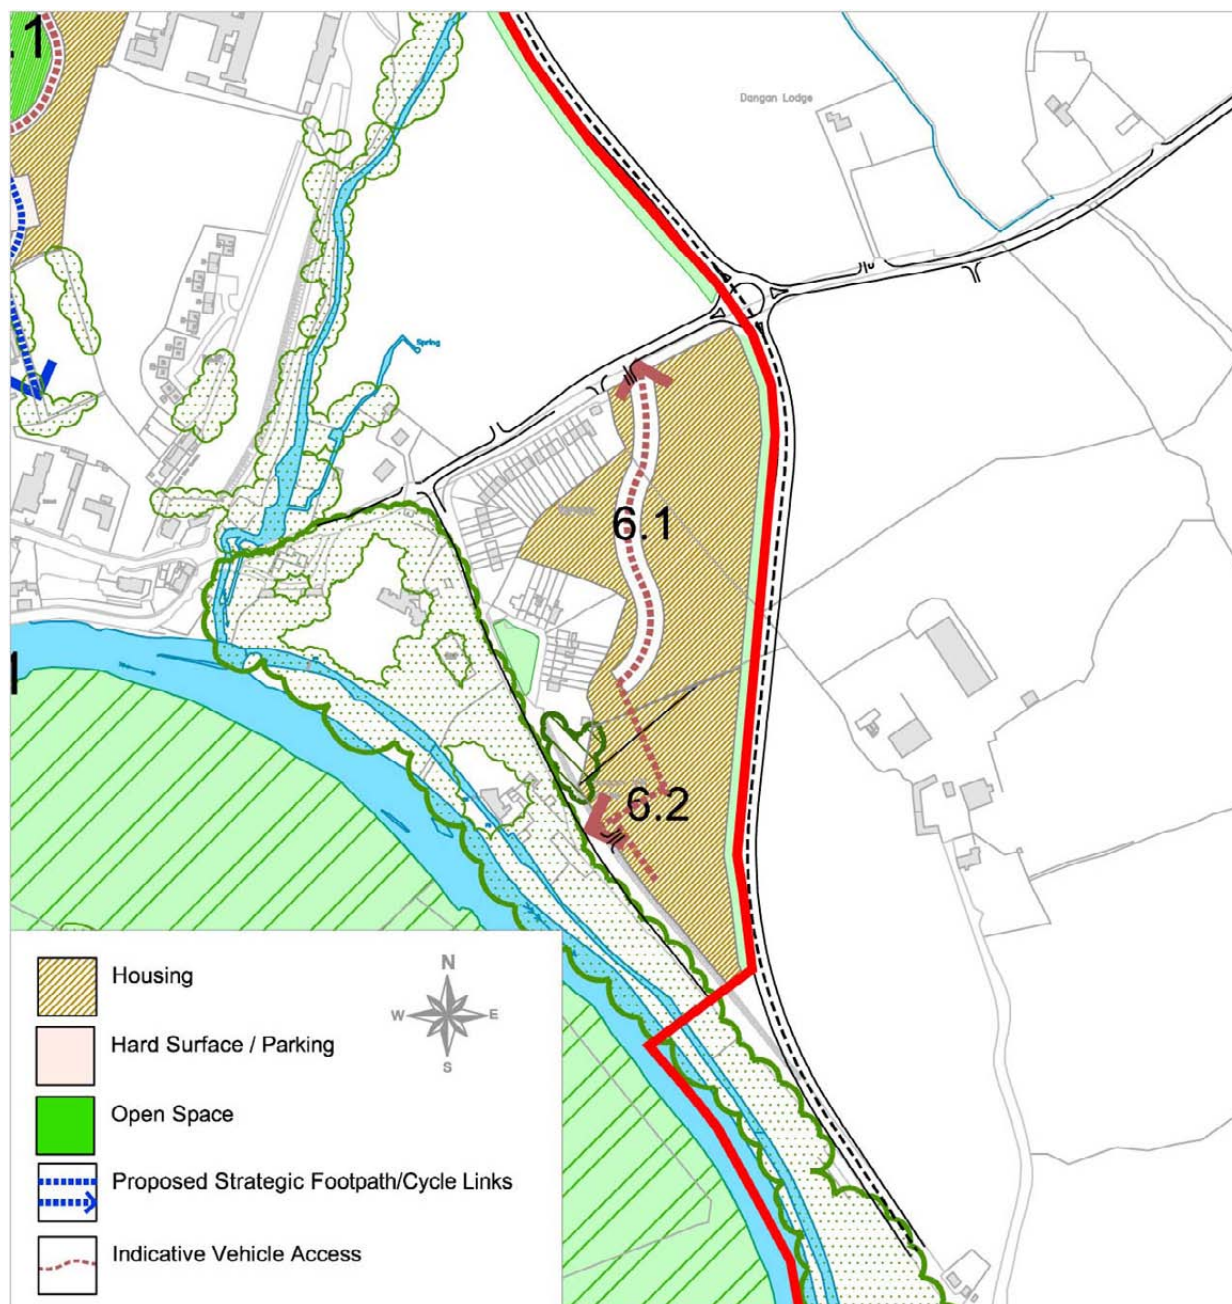 .1
Dangan Lodge
Spring
6.1
6.2
1
Housing
Hard Surface / Parking
Open Space
Proposed Strategic Footpath/Cycle Links
Indicative Vehicle Access
N
W E
S